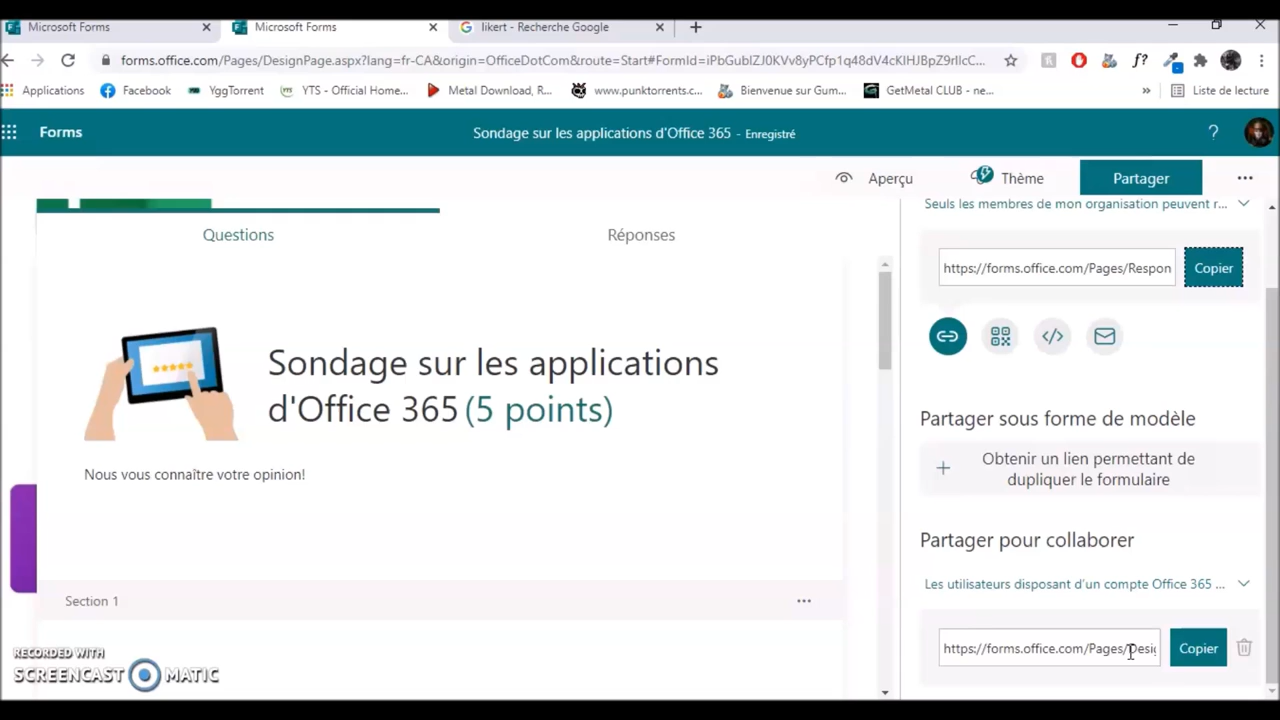 Microsoft Forms
Microsoft Forms
likert - Recherche Google
forms.office.com/Pages/DesignPage.aspx?lang=fr-CA&origin=OfficeDotCom&route=Start#FormId=iPbGublZJ0KVv8yPCfp1q48dV4cKlHJBpZ9rllcC...
f?
Applications
Facebook
YggTorrent
YTS - Official Home...
Metal Download, R...
www.punktorrents.c...
Bienvenue sur Gum...
GetMetal CLUB - ne...
»
Liste de lecture
Forms
Sondage sur les applications d'Office 365 - Enregistré
?
Aperçu
Thème
Partager
Questions
Réponses
Sondage sur les applications
d'Office 365 (5 points)
Nous vous connaître votre opinion!
Section 1
Seuls les membres de mon organisation peuvent r...
https://forms.office.com/Pages/Respon
Copier
Partager sous forme de modèle
Obtenir un lien permettant de
dupliquer le formulaire
Partager pour collaborer
Les utilisateurs disposant d'un compte Office 365 ...
https://forms.office.com/Pages/Desig
Copier
RECORDED WITH
SCREENCAST MATIC